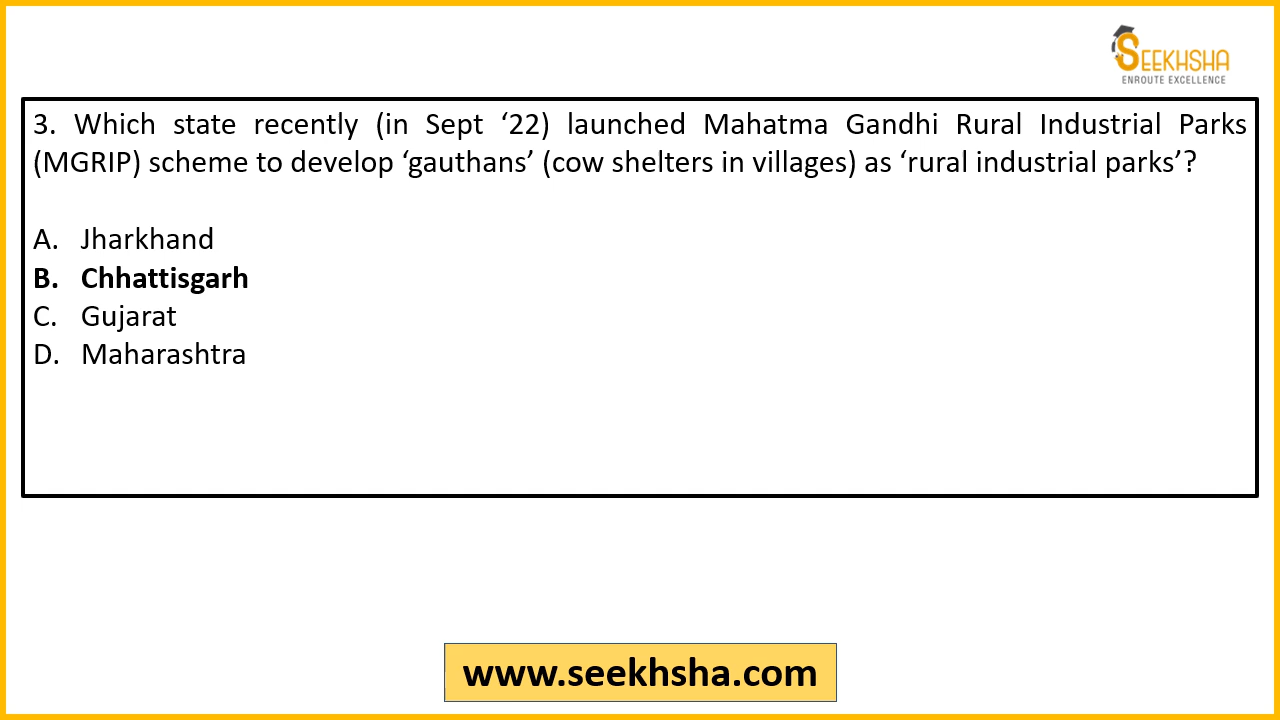 SEEKHSHA
ENROUTE EXCELLENCE
3. Which state recently (in Sept ‘22) launched Mahatma Gandhi Rural Industrial Parks
(MGRIP) scheme to develop ‘gauthans’ (cow shelters in villages) as ‘rural industrial parks’?
A. Jharkhand
B. Chhattisgarh
C. Gujarat
D. Maharashtra
www.seekhsha.com